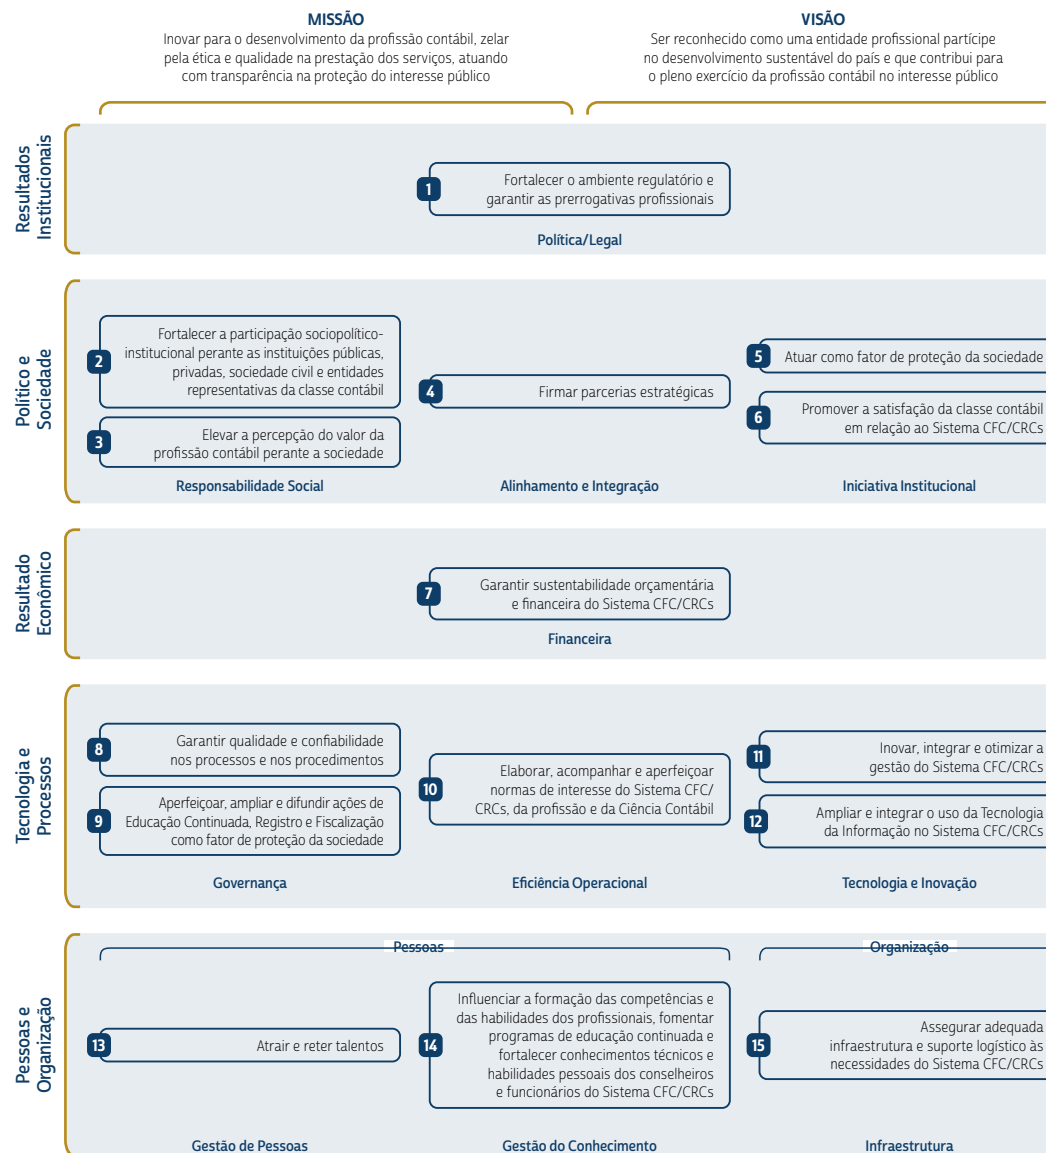 MISSÃO
Inovar para o desenvolvimento da profissão contábil, zelar
pela ética e qualidade na prestação dos serviços, atuando
com transparência na proteção do interesse público
VISÃO
Ser reconhecido como uma entidade profissional partícipe
no desenvolvimento sustentável do país e que contribui para
o pleno exercício da profissão contábil no interesse público
Resultados
Institucionais
1
Fortalecer o ambiente regulatório e
garantir as prerrogativas profissionais
Política/Legal
Político e
Sociedade
2
Fortalecer a participação sociopolítico-
institucional perante as instituições públicas,
privadas, sociedade civil e entidades
representativas da classe contábil
3
Elevar a percepção do valor da
profissão contábil perante a sociedade
Responsabilidade Social
4
Firmar parcerias estratégicas
Alinhamento e Integração
5
Atuar como fator de proteção da sociedade
6
Promover a satisfação da classe contábil
em relação ao Sistema CFC/CRCs
Iniciativa Institucional
Resultado
Econômico
7
Garantir sustentabilidade orçamentária
e financeira do Sistema CFC/CRCs
Financeira
Tecnologia e
Processos
8
Garantir qualidade e confiabilidade
nos processos e nos procedimentos
9
Aperfeiçoar, ampliar e difundir ações de
Educação Continuada, Registro e Fiscalização
como fator de proteção da sociedade
Governança
10
Elaborar, acompanhar e aperfeiçoar
normas de interesse do Sistema CFC/
CRCs, da profissão e da Ciência Contábil
Eficiência Operacional
11
Inovar, integrar e otimizar a
gestão do Sistema CFC/CRCs
12
Ampliar e integrar o uso da Tecnologia
da Informação no Sistema CFC/CRCs
Tecnologia e Inovação
Pessoas e
Organização
Pessoas
13
Atrair e reter talentos
Gestão de Pessoas
14
Influenciar a formação das competências e
das habilidades dos profissionais, fomentar
programas de educação continuada e
fortalecer conhecimentos técnicos e
habilidades pessoais dos conselheiros
e funcionários do Sistema CFC/CRCs
Gestão do Conhecimento
Organização
15
Assegurar adequada
infraestrutura e suporte logístico às
necessidades do Sistema CFC/CRCs
Infraestrutura